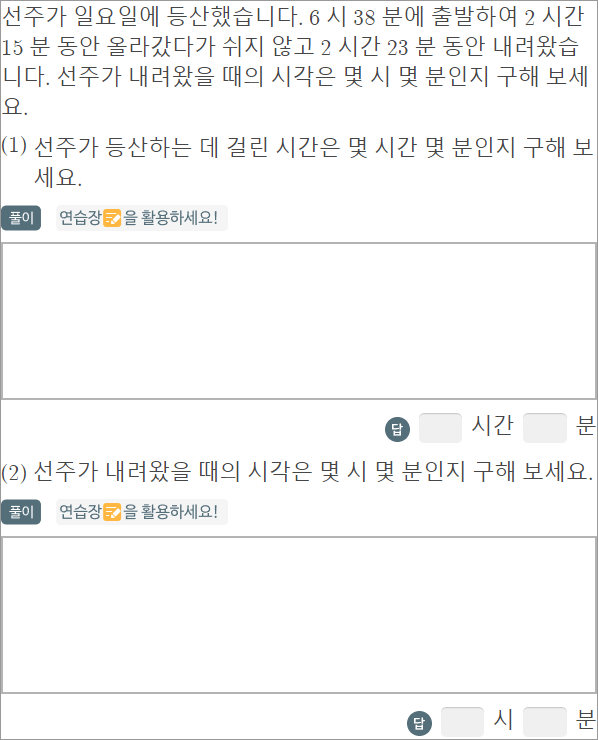 선주가 일요일에 등산했습니다. 6 시 38 분에 출발하여 2 시간
15 분 동안 올라갔다가 쉬지 않고 2 시간 23 분 동안 내려왔습
니다. 선주가 내려왔을 때의 시각은 몇 시 몇 분인지 구해 보세
요.
(1) 선주가 등산하는 데 걸린 시간은 몇 시간 몇 분인지 구해 보
세요.
풀이 연습장을 활용하세요!
답 시간 분
(2) 선주가 내려왔을 때의 시각은 몇 시 몇 분인지 구해 보세요.
풀이 연습장을 활용하세요!
답 시 분